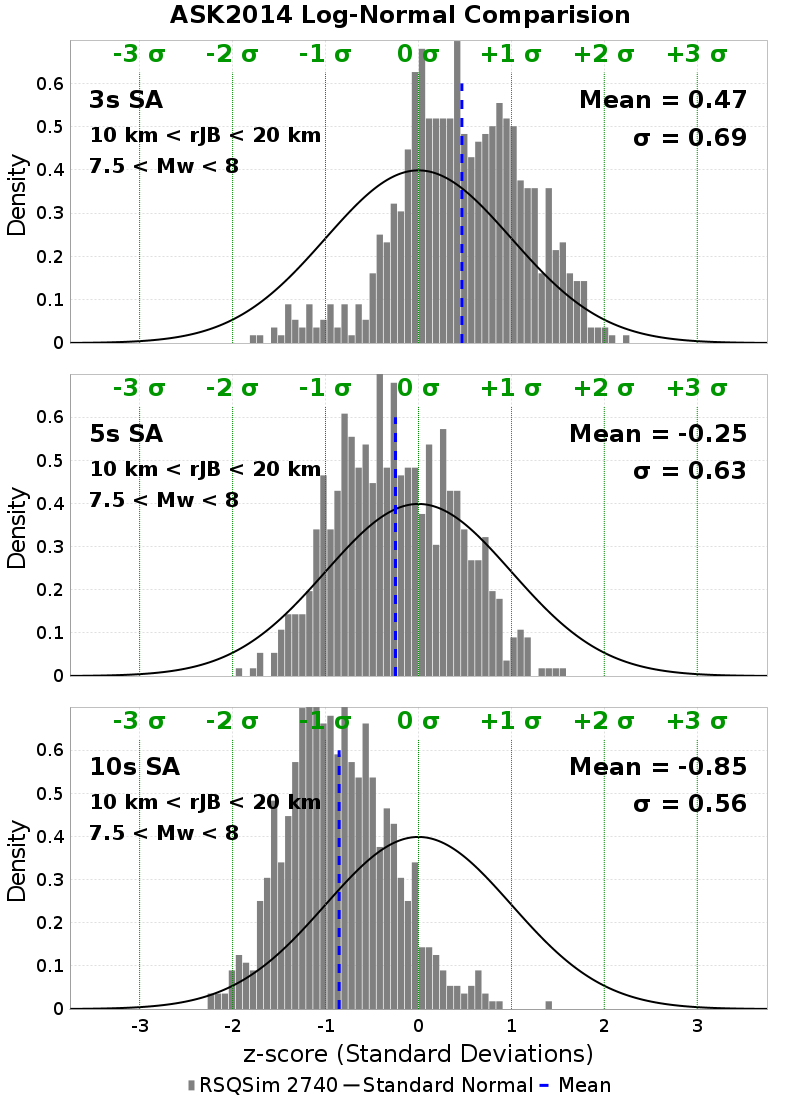 ASK2014 Log-Normal Comparision
-3 σ -2 σ -1 σ 0 σ +1 σ +2 σ +3 σ
3s SA
Mean = 0.47
10 km < rJB < 20 km
σ = 0.69
7.5 < Mw < 8
0.6
0.5
0.4
0.3
0.2
0.1
0
Density
-3 σ -2 σ -1 σ 0 σ +1 σ +2 σ +3 σ
5s SA
Mean = -0.25
10 km < rJB < 20 km
σ = 0.63
7.5 < Mw < 8
0.6
0.5
0.4
0.3
0.2
0.1
0
Density
-3 σ -2 σ -1 σ 0 σ +1 σ +2 σ +3 σ
10s SA
Mean = -0.85
10 km < rJB < 20 km
σ = 0.56
7.5 < Mw < 8
0.6
0.5
0.4
0.3
0.2
0.1
0
Density
-3 -2 -1 0 1 2 3
z-score (Standard Deviations)
RSQSim 2740 Standard Normal Mean